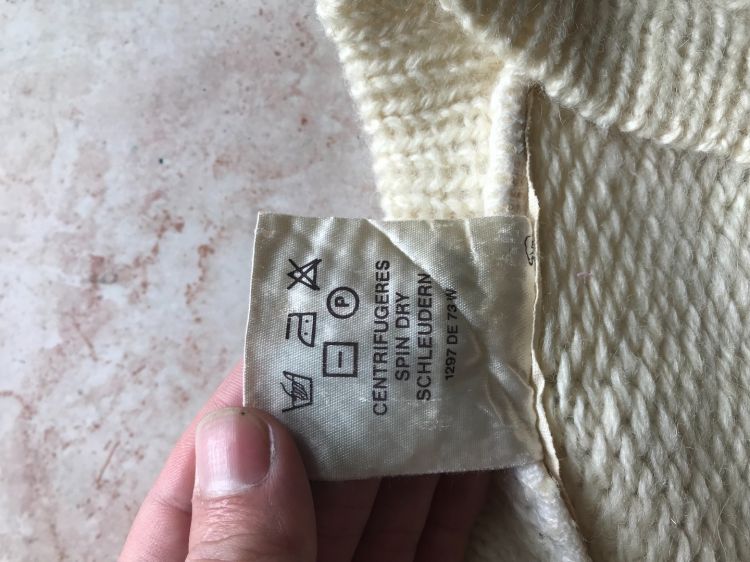 P
CENTRIFUGERES
SPIN DRY
SCHLEUDERN
1297 DE 73 W